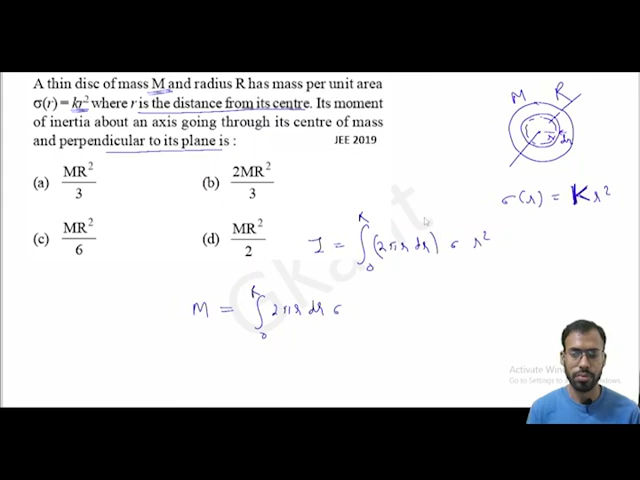 A thin disc of mass M and radius R has mass per unit area
σ(r) = kr² where r is the distance from its centre. Its moment
of inertia about an axis going through its centre of mass
and perpendicular to its plane is : JEE 2019
(a) MR²/3 (b) 2MR²/3
(c) MR²/6 (d) MR²/2
M R
r dr
σ(r) = K r²
I = ∫₀ᴿ (2πr dr) σ r²
M = ∫₀ᴿ 2πr dr σ
Activate Win
Go to Settings to